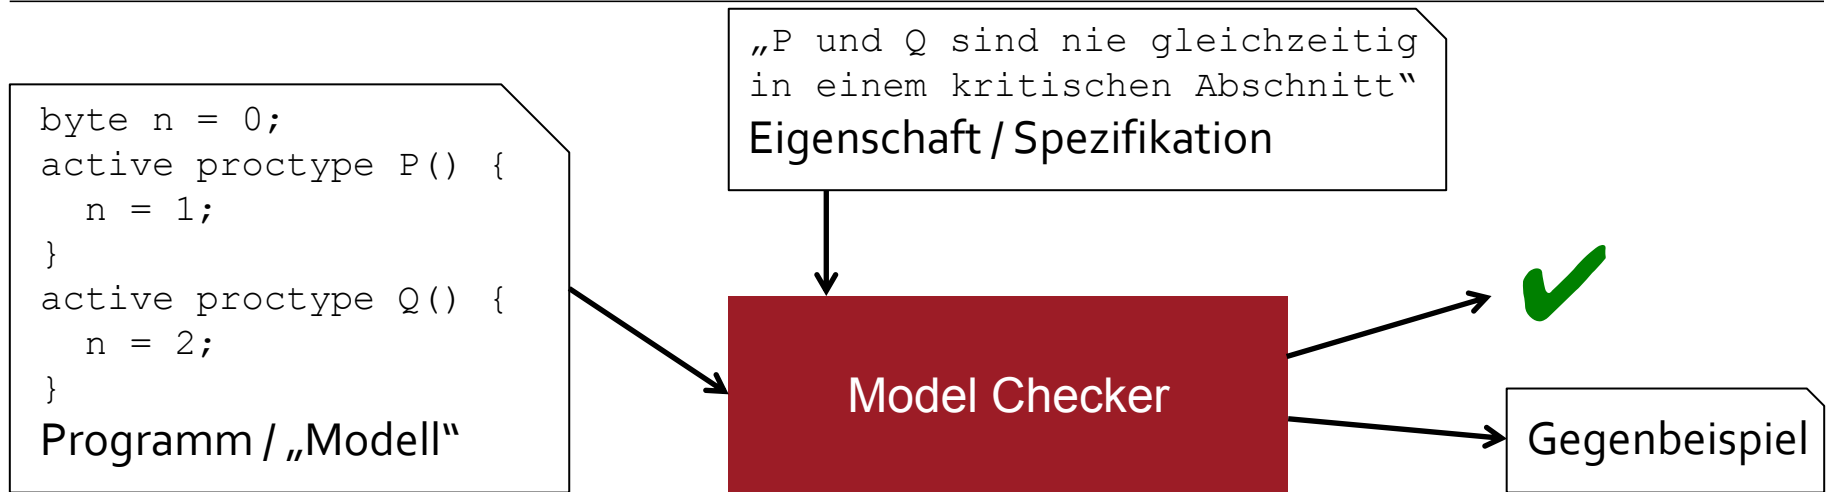 byte n = 0;
active proctype P() {
  n = 1;
}
active proctype Q() {
  n = 2;
}
Programm / „Modell“
„P und Q sind nie gleichzeitig
in einem kritischen Abschnitt“
Eigenschaft / Spezifikation
Model Checker
Gegenbeispiel